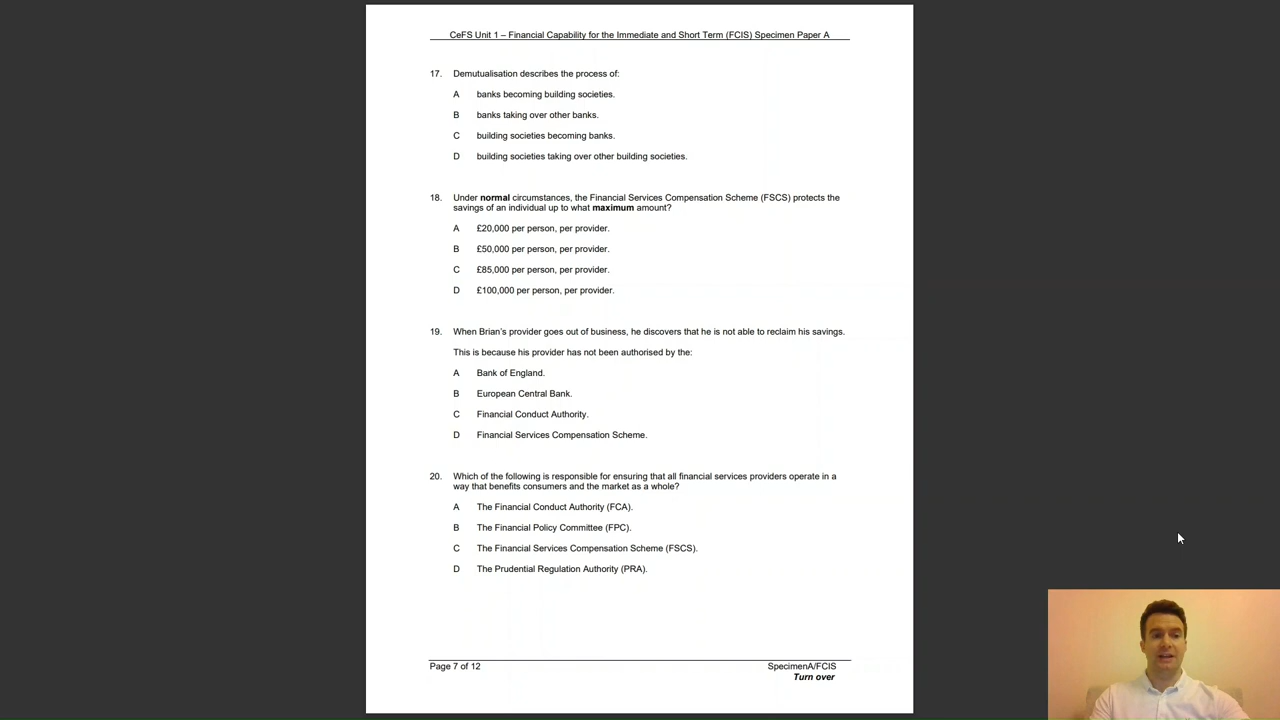 CeFS Unit 1 – Financial Capability for the Immediate and Short Term (FCIS) Specimen Paper A
17. Demutualisation describes the process of:
A banks becoming building societies.
B banks taking over other banks.
C building societies becoming banks.
D building societies taking over other building societies.
18. Under normal circumstances, the Financial Services Compensation Scheme (FSCS) protects the
savings of an individual up to what maximum amount?
A £20,000 per person, per provider.
B £50,000 per person, per provider.
C £85,000 per person, per provider.
D £100,000 per person, per provider.
19. When Brian's provider goes out of business, he discovers that he is not able to reclaim his savings.
This is because his provider has not been authorised by the:
A Bank of England.
B European Central Bank.
C Financial Conduct Authority.
D Financial Services Compensation Scheme.
20. Which of the following is responsible for ensuring that all financial services providers operate in a
way that benefits consumers and the market as a whole?
A The Financial Conduct Authority (FCA).
B The Financial Policy Committee (FPC).
C The Financial Services Compensation Scheme (FSCS).
D The Prudential Regulation Authority (PRA).
Page 7 of 12 SpecimenA/FCIS
Turn over